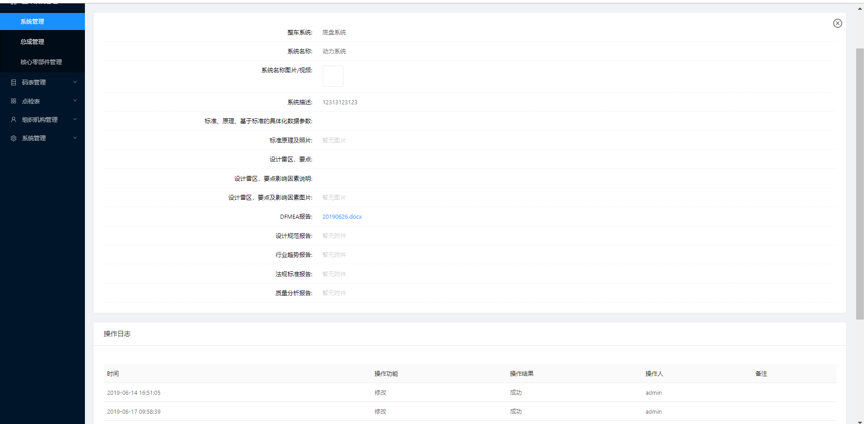 系统管理
总成管理
核心零部件管理
码表管理
点检表
组织机构管理
系统管理
整车系统: 底盘系统
系统名称: 动力系统
系统名称图片/视频:
系统描述: 12313123123
标准、原理、基于标准的具体化数据参数:
标准原理及照片: 暂无图片
设计雷区、要点:
设计雷区、要点影响因素说明:
设计雷区、要点及影响因素图片: 暂无图片
DFMEA报告: 20190626.docx
设计规范报告: 暂无附件
行业趋势报告: 暂无附件
法规标准报告: 暂无附件
质量分析报告: 暂无附件
操作日志
时间 操作功能 操作结果 操作人 备注
2019-06-14 16:51:05 修改 成功 admin
2019-06-17 09:58:39 修改 成功 admin